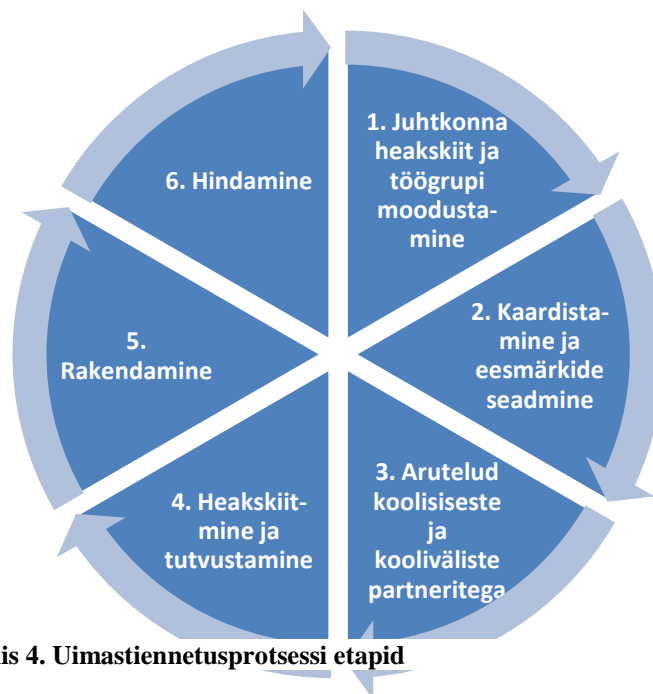 1. Juhtkonna
heakskiit ja
töögrupi
moodusta-
mine
2. Kaardista-
mine ja
eesmärkide
seadmine
3. Arutelud
koolisiseste
ja
kooliväliste
partneritega
4. Heakskiit-
mine ja
tutvustamine
5.
Rakendamine
6. Hindamine
is 4. Uimastiennetusprotsessi etapid